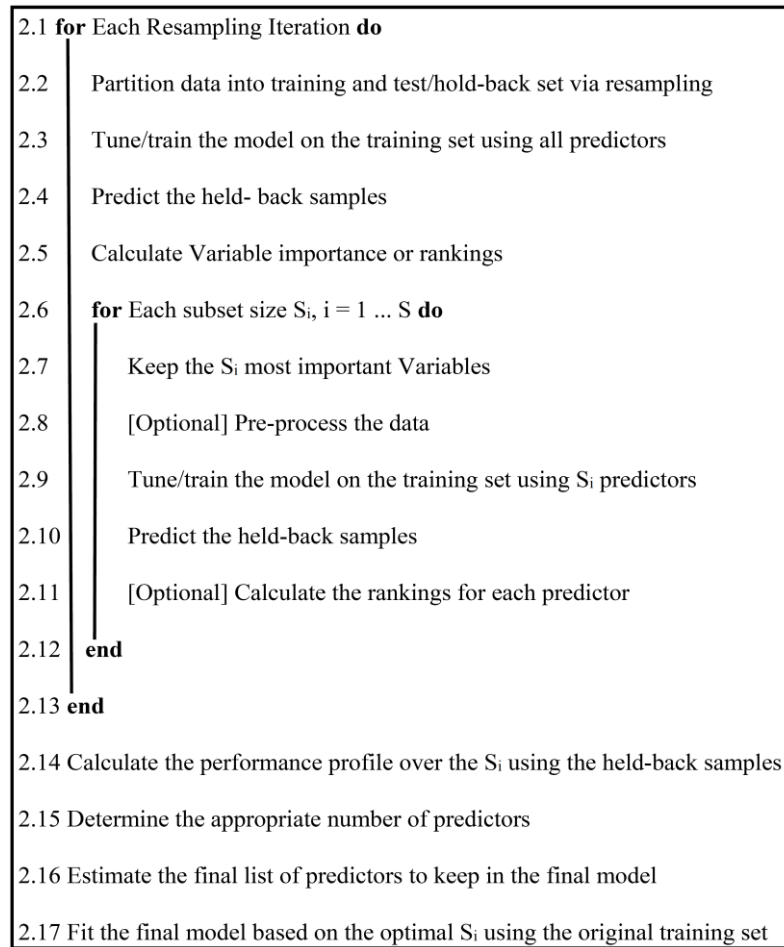 2.1 for Each Resampling Iteration do
2.2 Partition data into training and test/hold-back set via resampling
2.3 Tune/train the model on the training set using all predictors
2.4 Predict the held- back samples
2.5 Calculate Variable importance or rankings
2.6 for Each subset size Sᵢ, i = 1 ... S do
2.7 Keep the Sᵢ most important Variables
2.8 [Optional] Pre-process the data
2.9 Tune/train the model on the training set using Sᵢ predictors
2.10 Predict the held-back samples
2.11 [Optional] Calculate the rankings for each predictor
2.12 end
2.13 end
2.14 Calculate the performance profile over the Sᵢ using the held-back samples
2.15 Determine the appropriate number of predictors
2.16 Estimate the final list of predictors to keep in the final model
2.17 Fit the final model based on the optimal Sᵢ using the original training set